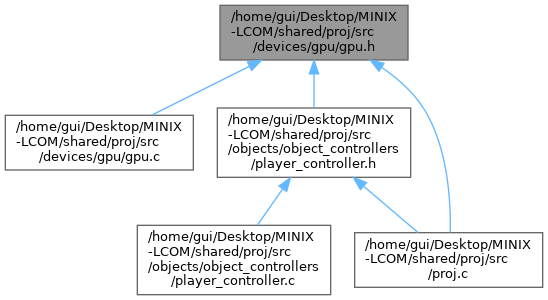 /home/gui/Desktop/MINIX
-LCOM/shared/proj/src
/devices/gpu/gpu.h
/home/gui/Desktop/MINIX
-LCOM/shared/proj/src
/devices/gpu/gpu.c
/home/gui/Desktop/MINIX
-LCOM/shared/proj/src
/objects/object_controllers
/player_controller.h
/home/gui/Desktop/MINIX
-LCOM/shared/proj/src
/objects/object_controllers
/player_controller.c
/home/gui/Desktop/MINIX
-LCOM/shared/proj/src
/proj.c